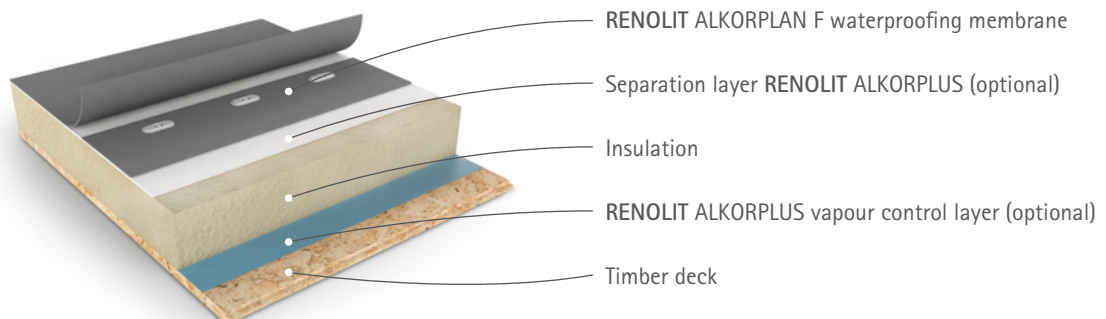 RENOLIT ALKORPLAN F waterproofing membrane
Separation layer RENOLIT ALKORPLUS (optional)
Insulation
RENOLIT ALKORPLUS vapour control layer (optional)
Timber deck